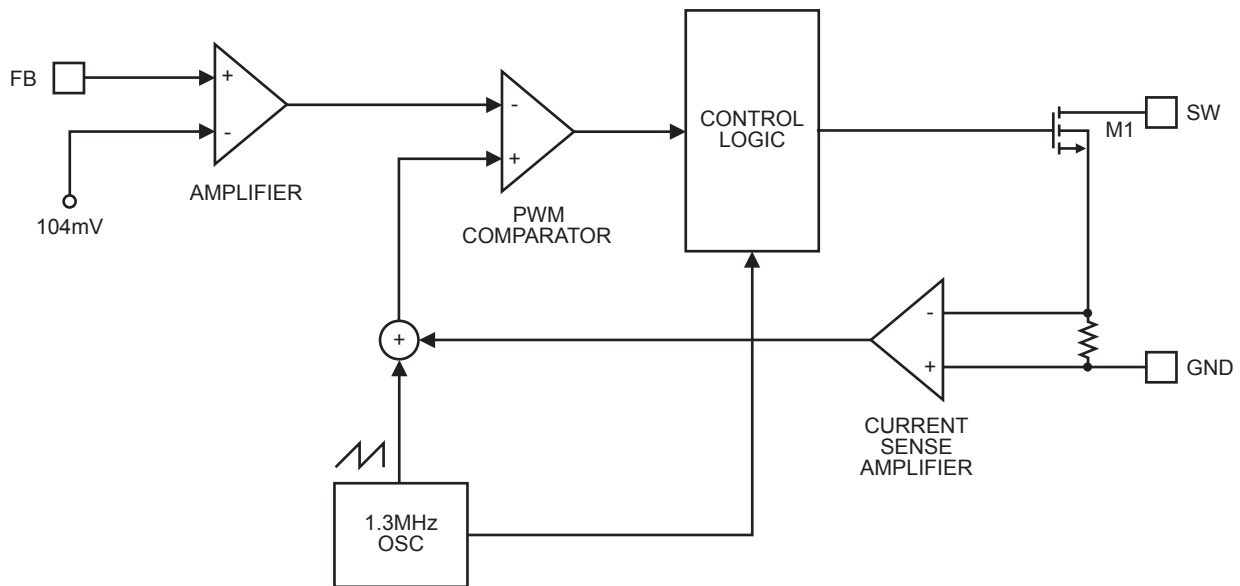 FB
+
-
104mV
AMPLIFIER
-
+
PWM
COMPARATOR
CONTROL
LOGIC
M1
SW
+
-
+
GND
CURRENT
SENSE
AMPLIFIER
1.3MHz
OSC